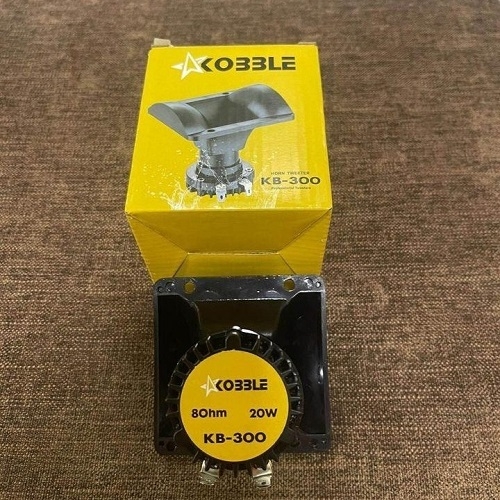 KOBBLE
HORN TWEETER
KB-300
KOBBLE
8Ohm 20W
KB-300